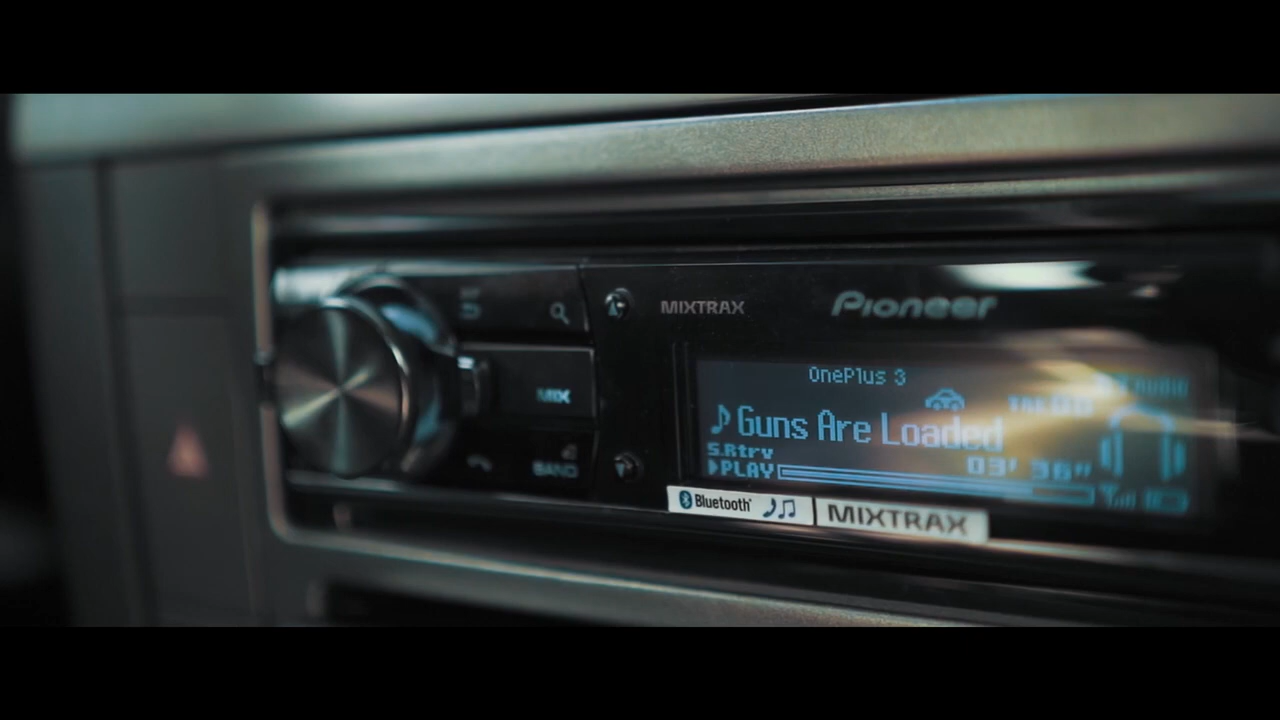 MIXTRAX
Pioneer
MIX
BAND
OnePlus 3
Guns Are Loaded
S.Rtrv
03' 36"
PLAY
Bluetooth
MIXTRAX